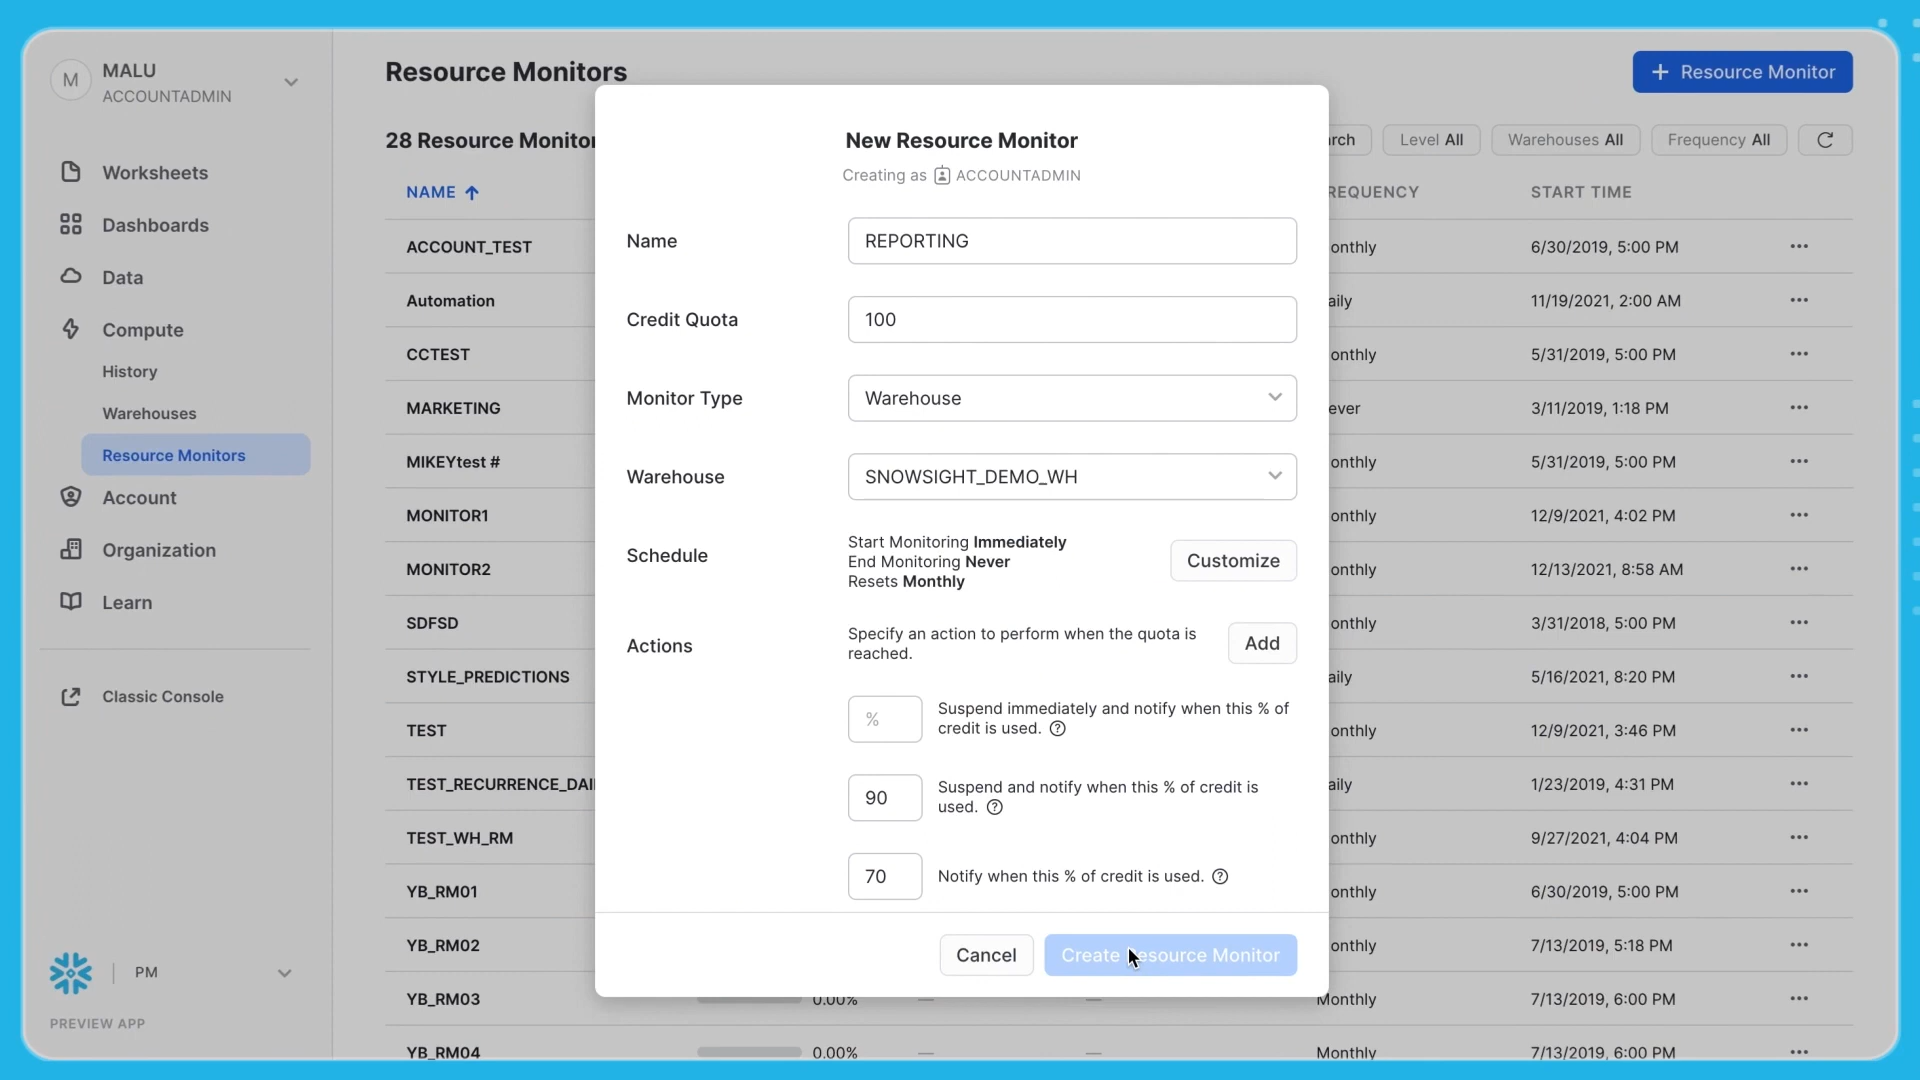 M
MALU
ACCOUNTADMIN
Worksheets
Dashboards
Data
Compute
History
Warehouses
Resource Monitors
Account
Organization
Learn
Classic Console
PM
PREVIEW APP
Resource Monitors
+ Resource Monitor
28 Resource Monitor
rch
Level All
Warehouses All
Frequency All
NAME
REQUENCY
START TIME
ACCOUNT_TEST
onthly
6/30/2019, 5:00 PM
Automation
aily
11/19/2021, 2:00 AM
CCTEST
onthly
5/31/2019, 5:00 PM
MARKETING
ever
3/11/2019, 1:18 PM
MIKEYtest #
onthly
5/31/2019, 5:00 PM
MONITOR1
onthly
12/9/2021, 4:02 PM
MONITOR2
onthly
12/13/2021, 8:58 AM
SDFSD
onthly
3/31/2018, 5:00 PM
STYLE_PREDICTIONS
aily
5/16/2021, 8:20 PM
TEST
onthly
12/9/2021, 3:46 PM
TEST_RECURRENCE_DAI
aily
1/23/2019, 4:31 PM
TEST_WH_RM
onthly
9/27/2021, 4:04 PM
YB_RM01
onthly
6/30/2019, 5:00 PM
YB_RM02
onthly
7/13/2019, 5:18 PM
YB_RM03
0.00%
—
—
Monthly
7/13/2019, 6:00 PM
YB_RM04
0.00%
—
—
Monthly
7/13/2019, 6:00 PM
New Resource Monitor
Creating as ACCOUNTADMIN
Name
REPORTING
Credit Quota
100
Monitor Type
Warehouse
Warehouse
SNOWSIGHT_DEMO_WH
Schedule
Start Monitoring Immediately
End Monitoring Never
Resets Monthly
Customize
Actions
Specify an action to perform when the quota is
reached.
Add
%
Suspend immediately and notify when this % of
credit is used.
90
Suspend and notify when this % of credit is
used.
70
Notify when this % of credit is used.
Cancel
Create Resource Monitor